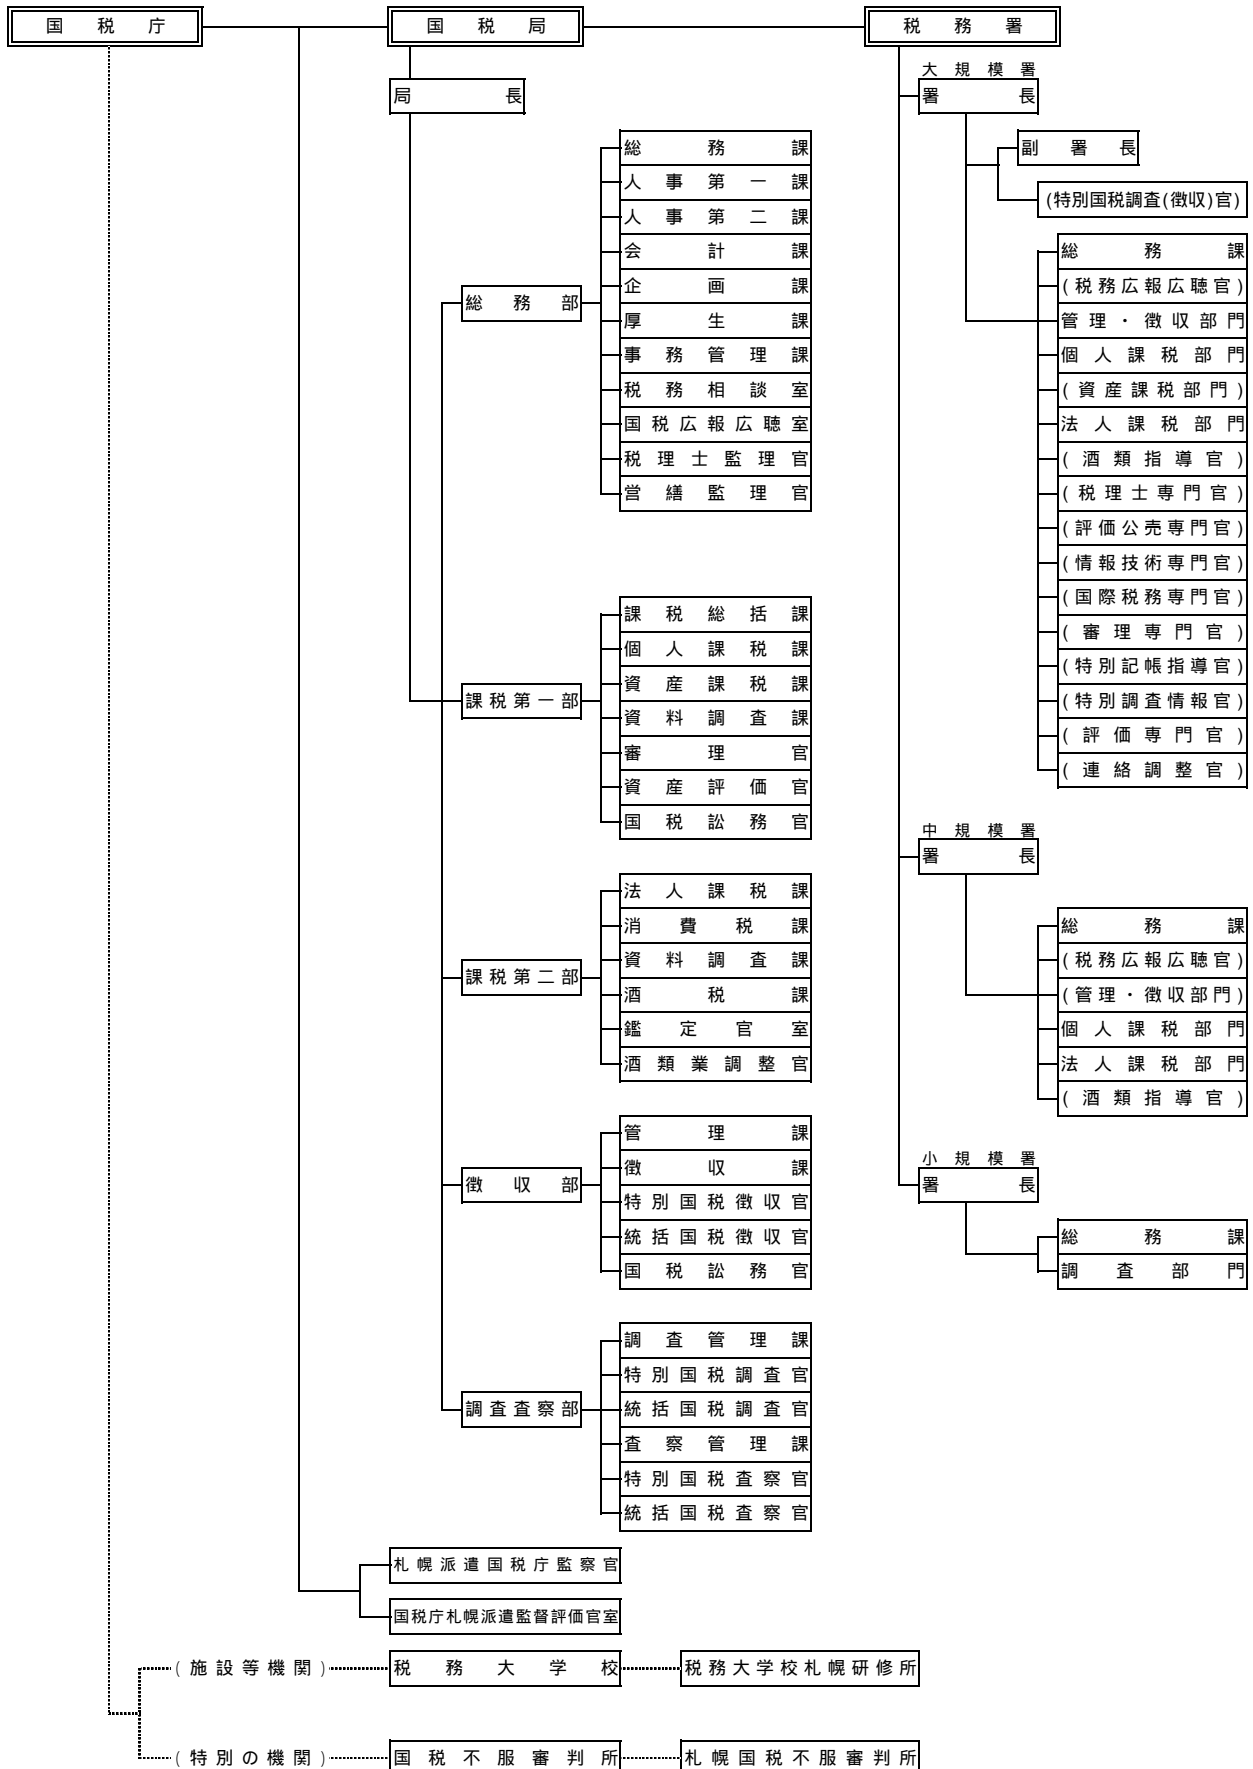 国税庁
国税局
税務署
局長
総務部
総務課
人事第一課
人事第二課
会計課
企画課
厚生課
事務管理課
税務相談室
国税広報広聴室
税理士監理官
営繕監理官
課税第一部
課税総括課
個人課税課
資産課税課
資料調査課
審理官
資産評価官
国税訟務官
課税第二部
法人課税課
消費税課
資料調査課
酒税課
鑑定官室
酒類業調整官
徴収部
管理課
徴収課
特別国税徴収官
統括国税徴収官
国税訟務官
調査査察部
調査管理課
特別国税調査官
統括国税調査官
査察管理課
特別国税査察官
統括国税査察官
大規模署
署長
副署長
(特別国税調査(徴収)官)
総務課
(税務広報広聴官)
管理・徴収部門
個人課税部門
(資産課税部門)
法人課税部門
(酒類指導官)
(税理士専門官)
(評価公売専門官)
(情報技術専門官)
(国際税務専門官)
(審理専門官)
(特別記帳指導官)
(特別調査情報官)
(評価専門官)
(連絡調整官)
中規模署
署長
総務課
(税務広報広聴官)
(管理・徴収部門)
個人課税部門
法人課税部門
(酒類指導官)
小規模署
署長
総務課
調査部門
札幌派遣国税庁監察官
国税庁札幌派遣監督評価官室
(施設等機関)
税務大学校
税務大学校札幌研修所
(特別の機関)
国税不服審判所
札幌国税不服審判所